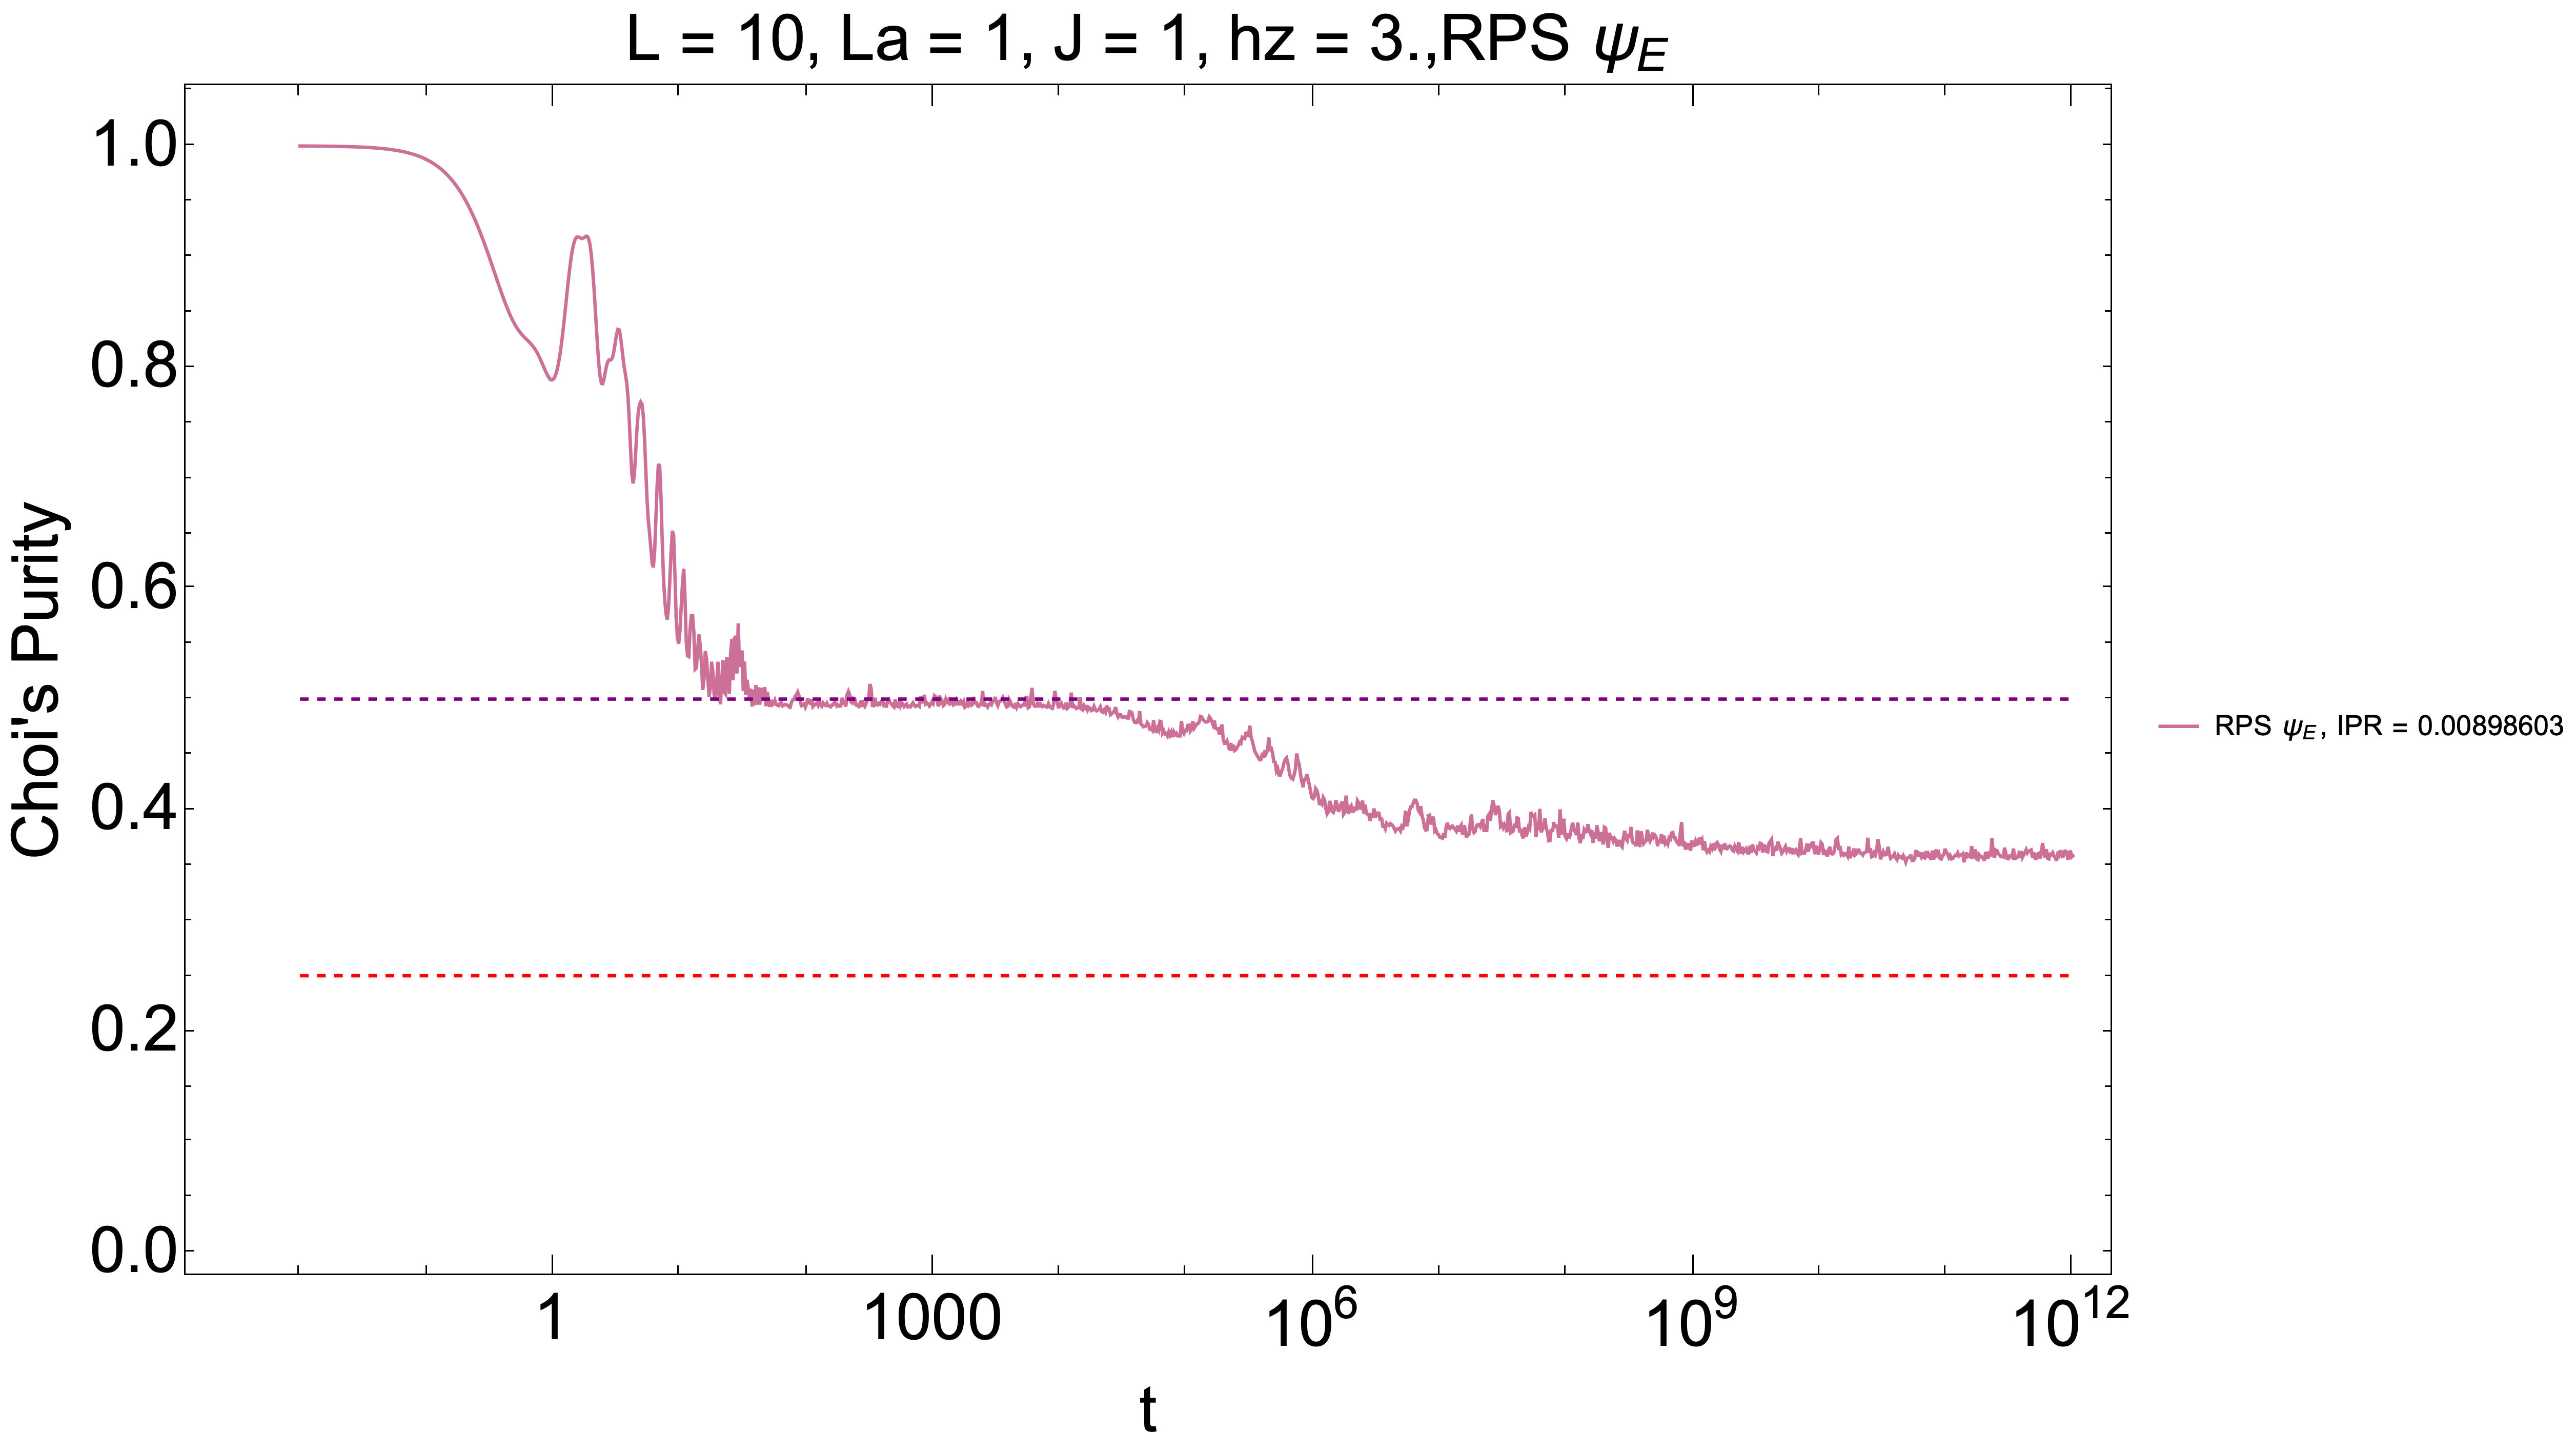 L = 10, La = 1, J = 1, hz = 3.,RPS ψE
Choi's Purity
1.0
0.8
0.6
0.4
0.2
0.0
1
1000
10^6
10^9
10^12
t
RPS ψE, IPR = 0.00898603